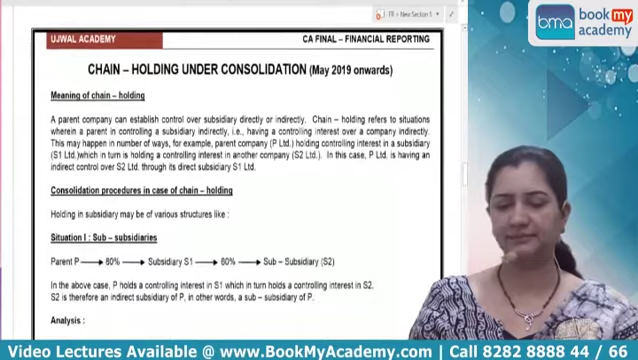 FR » New Section 1
bma
book my
academy
UJWAL ACADEMY
CA FINAL – FINANCIAL REPORTING
CHAIN – HOLDING UNDER CONSOLIDATION (May 2019 onwards)
Meaning of chain – holding
A parent company can establish control over subsidiary directly or indirectly. Chain – holding refers to situations
wherein a parent in controlling a subsidiary indirectly, i.e., having a controlling interest over a company indirectly.
This may happen in number of ways, for example, parent company (P Ltd.) holding controlling interest in a subsidiary
(S1 Ltd.)which in turn is holding a controlling interest in another company (S2 Ltd.). In this case, P Ltd. is having an
indirect control over S2 Ltd. through its direct subsidiary S1 Ltd.
Consolidation procedures in case of chain – holding
Holding in subsidiary may be of various structures like :
Situation I : Sub – subsidiaries
Parent P → 80% → Subsidiary S1 → 60% → Sub – Subsidiary (S2)
In the above case, P holds a controlling interest in S1 which in turn holds a controlling interest in S2.
S2 is therefore an indirect subsidiary of P, in other words, a sub – subsidiary of P.
Analysis :
Video Lectures Available @ www.BookMyAcademy.com | Call 8282 8888 44 / 66